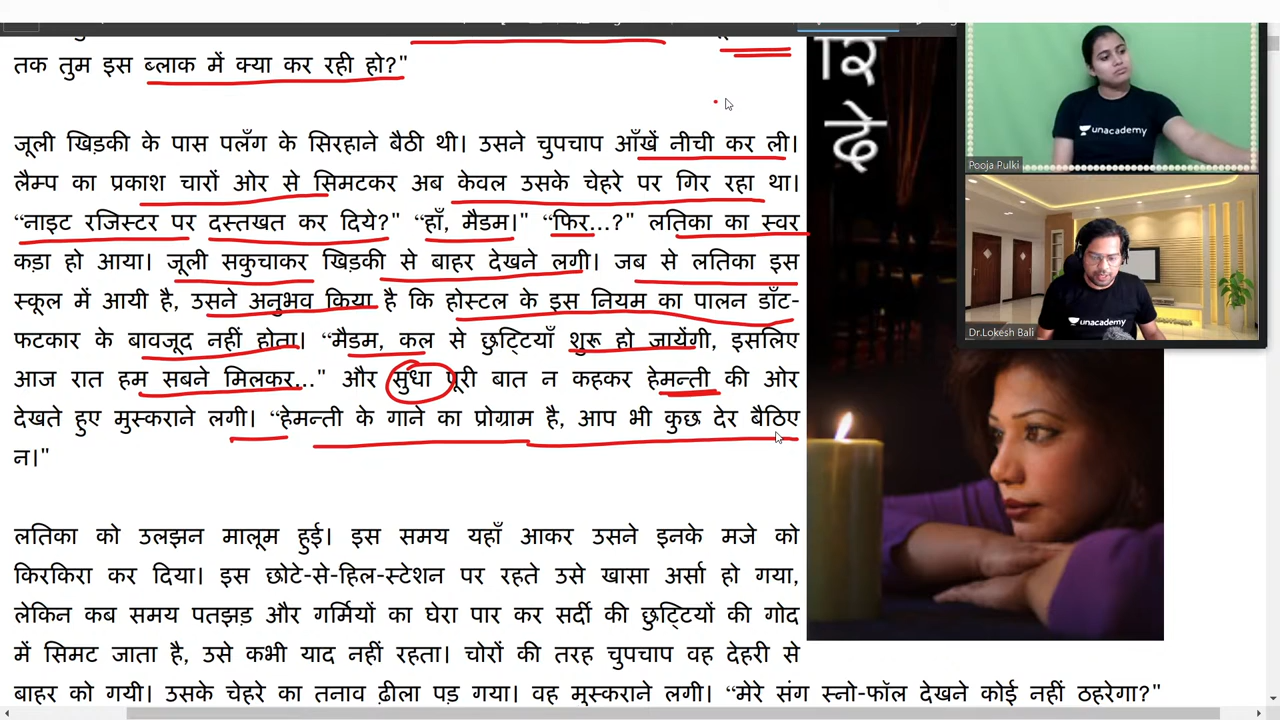 तक तुम इस ब्लाक में क्या कर रही हो?"
जूली खिड़की के पास पलँग के सिरहाने बैठी थी। उसने चुपचाप आँखें नीची कर ली।
लैम्प का प्रकाश चारों ओर से सिमटकर अब केवल उसके चेहरे पर गिर रहा था।
“नाइट रजिस्टर पर दस्तखत कर दिये?" “हाँ, मैडम।" “फिर...?" लतिका का स्वर
कड़ा हो आया। जूली सकुचाकर खिड़की से बाहर देखने लगी। जब से लतिका इस
स्कूल में आयी है, उसने अनुभव किया है कि होस्टल के इस नियम का पालन डाँट-
फटकार के बावजूद नहीं होता। “मैडम, कल से छुट्टियाँ शुरू हो जायेंगी, इसलिए
आज रात हम सबने मिलकर..." और सुधा पूरी बात न कहकर हेमन्ती की ओर
देखते हुए मुस्कराने लगी। “हेमन्ती के गाने का प्रोग्राम है, आप भी कुछ देर बैठिए
न।"
लतिका को उलझन मालूम हुई। इस समय यहाँ आकर उसने इनके मजे को
किरकिरा कर दिया। इस छोटे-से-हिल-स्टेशन पर रहते उसे खासा अर्सा हो गया,
लेकिन कब समय पतझड़ और गर्मियों का घेरा पार कर सर्दी की छुट्टियों की गोद
में सिमट जाता है, उसे कभी याद नहीं रहता। चोरों की तरह चुपचाप वह देहरी से
बाहर को गयी। उसके चेहरे का तनाव ढ़ीला पड़ गया। वह मुस्कराने लगी। “मेरे संग स्नो-फॉल देखने कोई नहीं ठहरेगा?"
रि
दे
unacademy
Pooja Pulki
unacademy
Dr.Lokesh Bali